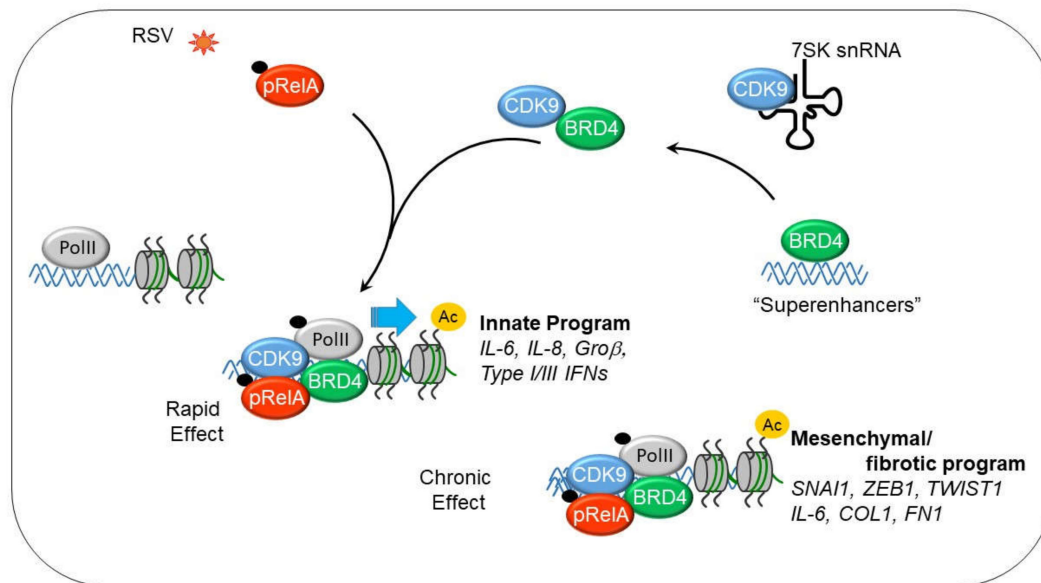 RSV
pRelA
CDK9
BRD4
7SK snRNA
CDK9
BRD4
“Superenhancers”
PolII
Ac
PolII
CDK9
BRD4
pRelA
Innate Program
IL-6, IL-8, Groβ,
Type I/III IFNs
Rapid
Effect
Ac
PolII
CDK9
BRD4
pRelA
Chronic
Effect
Mesenchymal/
fibrotic program
SNAI1, ZEB1, TWIST1
IL-6, COL1, FN1